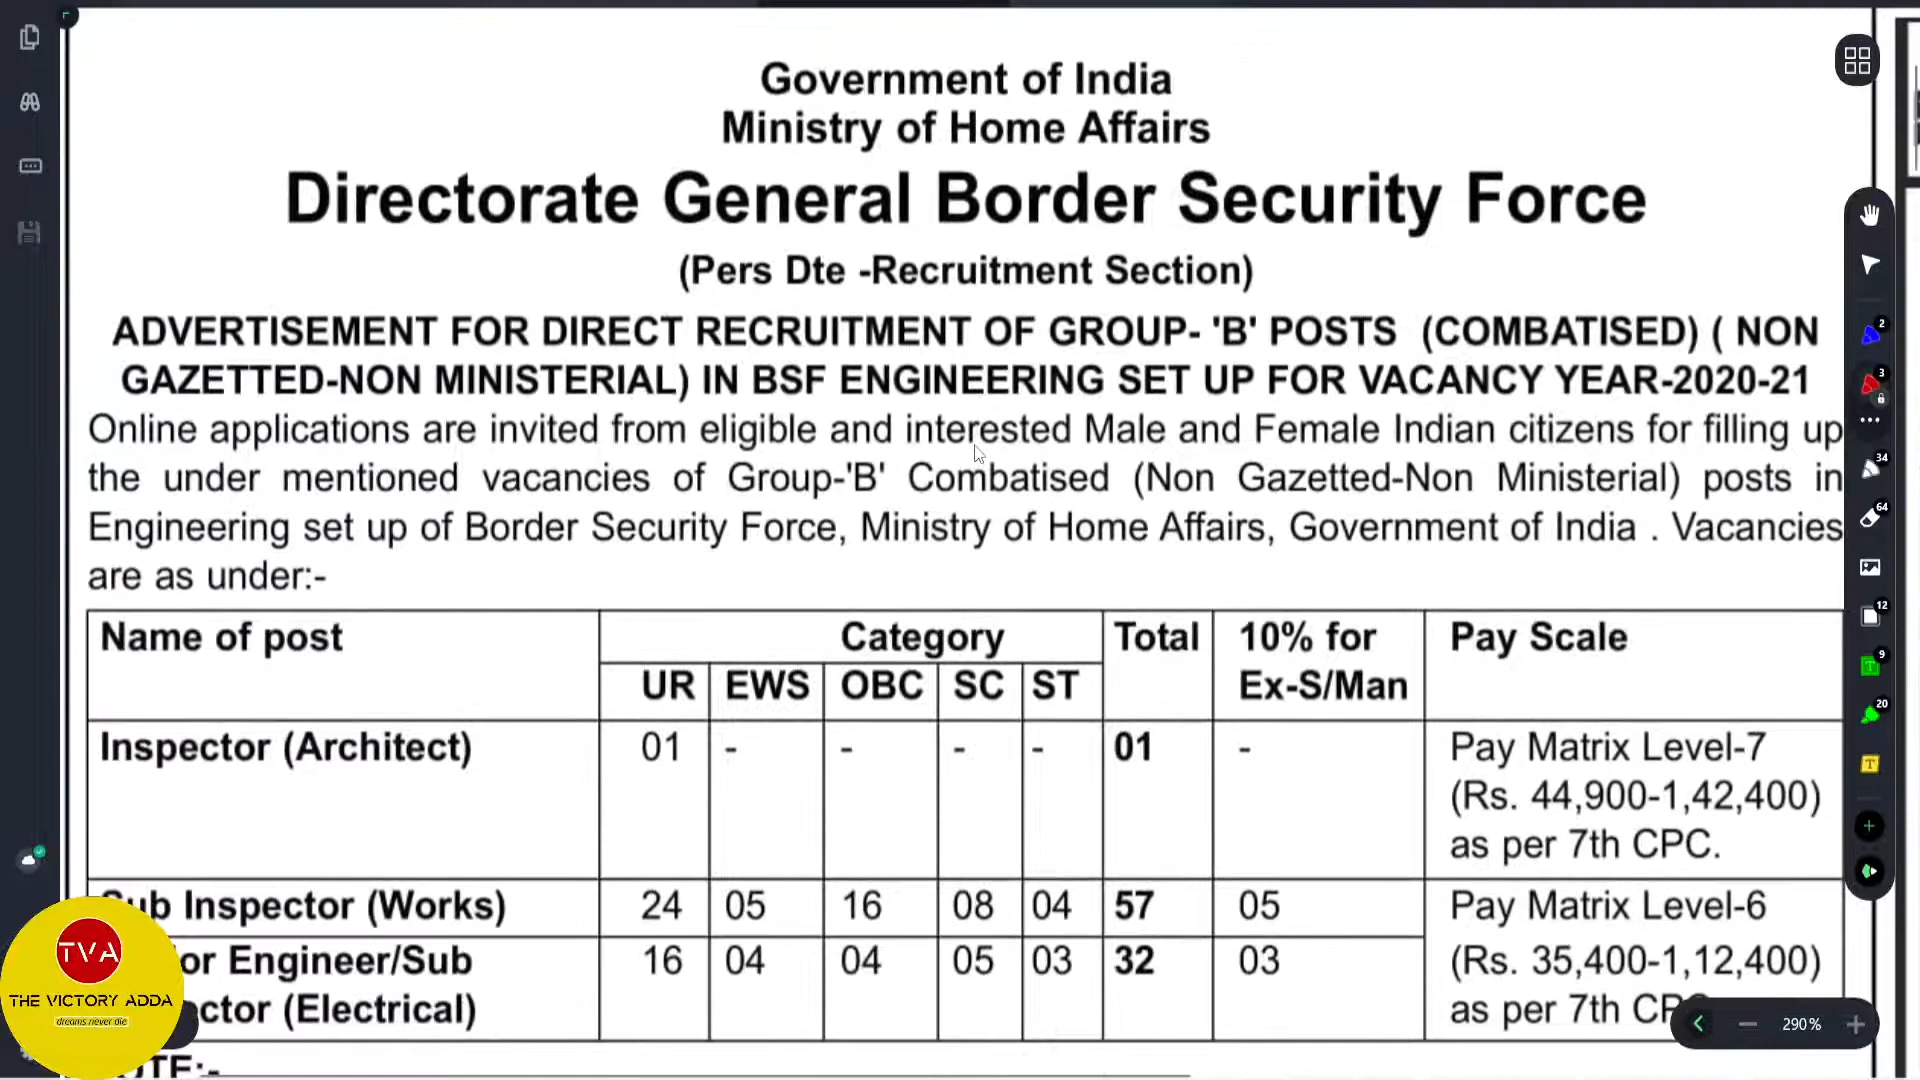 Government of India
Ministry of Home Affairs
Directorate General Border Security Force
(Pers Dte -Recruitment Section)
ADVERTISEMENT FOR DIRECT RECRUITMENT OF GROUP- 'B' POSTS (COMBATISED) ( NON
GAZETTED-NON MINISTERIAL) IN BSF ENGINEERING SET UP FOR VACANCY YEAR-2020-21
Online applications are invited from eligible and interested Male and Female Indian citizens for filling up
the under mentioned vacancies of Group-'B' Combatised (Non Gazetted-Non Ministerial) posts in
Engineering set up of Border Security Force, Ministry of Home Affairs, Government of India . Vacancies
are as under:-
Name of post Category Total 10% for Pay Scale
UR EWS OBC SC ST Ex-S/Man
Inspector (Architect) 01 - - - - 01 - Pay Matrix Level-7
(Rs. 44,900-1,42,400)
as per 7th CPC.
Inspector (Works) 24 05 16 08 04 57 05 Pay Matrix Level-6
Engineer/Sub 16 04 04 05 03 32 03 (Rs. 35,400-1,12,400)
(Electrical) as per 7th
TVA
THE VICTORY ADDA
dreams never die
2
3
34
64
12
9
T
20
T
290%